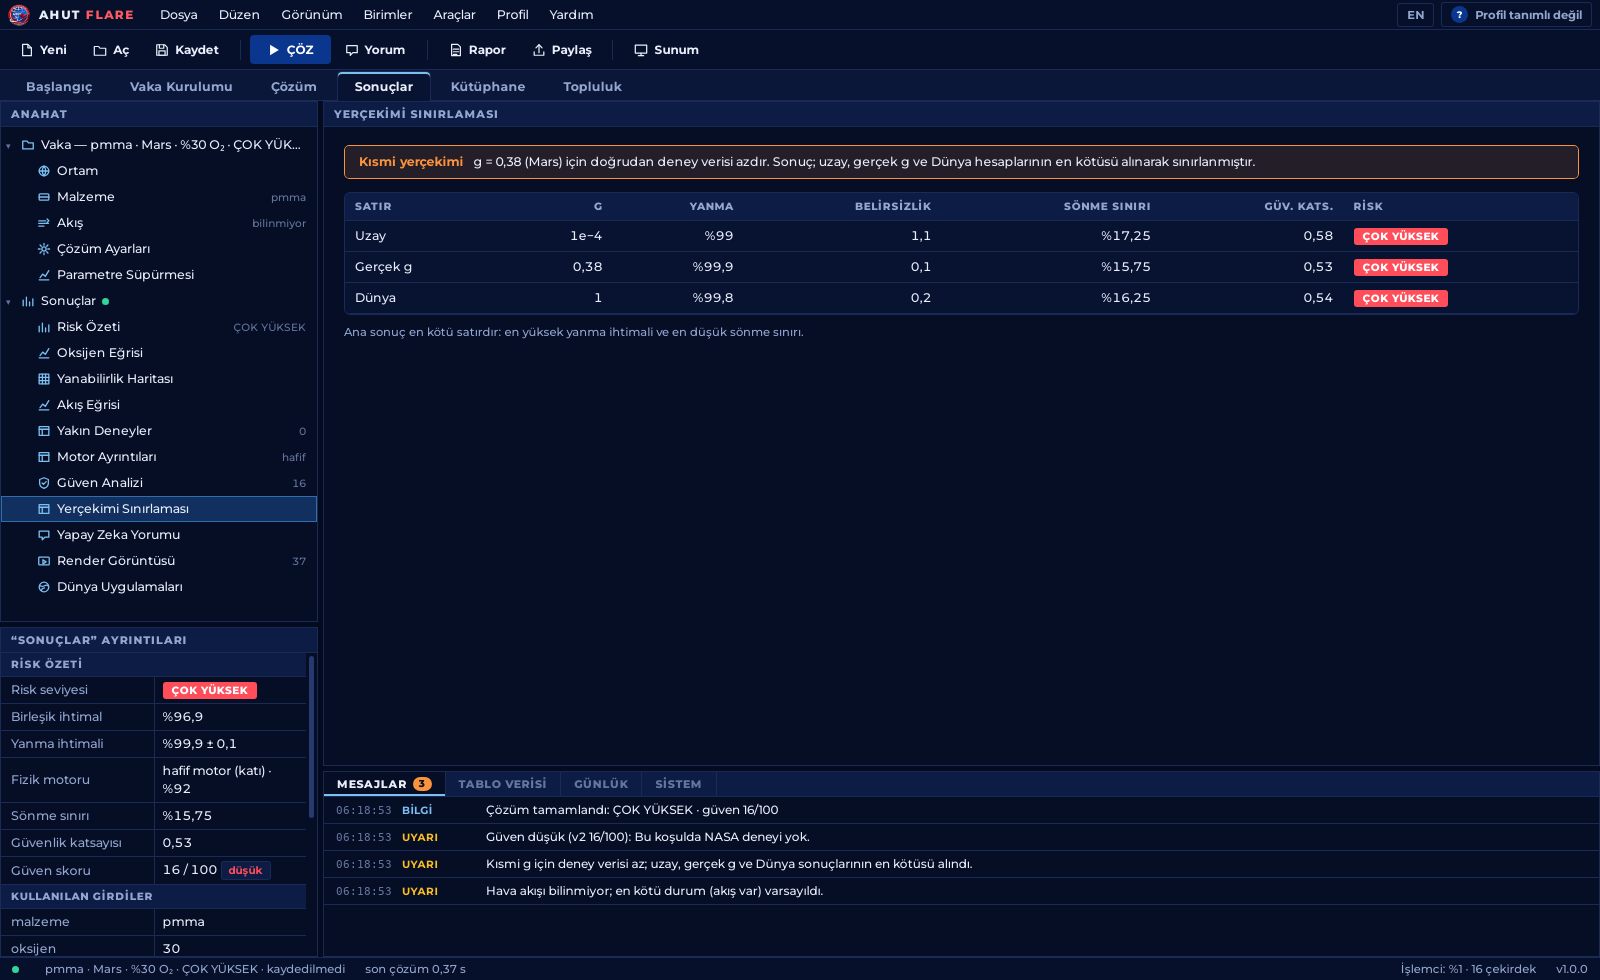 AHUT FLARE Dosya Düzen Görünüm Birimler Araçlar Profil Yardım EN ? Profil tanımlı değil
Yeni Aç Kaydet ÇÖZ Yorum Rapor Paylaş Sunum
Başlangıç Vaka Kurulumu Çözüm Sonuçlar Kütüphane Topluluk
ANAHAT
Vaka — pmma · Mars · %30 O₂ · ÇOK YÜK...
Ortam
Malzeme pmma
Akış bilinmiyor
Çözüm Ayarları
Parametre Süpürmesi
Sonuçlar
Risk Özeti ÇOK YÜKSEK
Oksijen Eğrisi
Yanabilirlik Haritası
Akış Eğrisi
Yakın Deneyler 0
Motor Ayrıntıları hafif
Güven Analizi 16
Yerçekimi Sınırlaması
Yapay Zeka Yorumu
Render Görüntüsü 37
Dünya Uygulamaları
"SONUÇLAR" AYRINTILARI
RİSK ÖZETİ
Risk seviyesi ÇOK YÜKSEK
Birleşik ihtimal %96,9
Yanma ihtimali %99,9 ± 0,1
Fizik motoru hafif motor (katı) ·
%92
Sönme sınırı %15,75
Güvenlik katsayısı 0,53
Güven skoru 16 / 100 düşük
KULLANILAN GİRDİLER
malzeme pmma
oksijen 30
YERÇEKİMİ SINIRLAMASI
Kısmi yerçekimi g = 0,38 (Mars) için doğrudan deney verisi azdır. Sonuç; uzay, gerçek g ve Dünya hesaplarının en kötüsü alınarak sınırlanmıştır.
SATIR G YANMA BELİRSİZLİK SÖNME SINIRI GÜV. KATS. RİSK
Uzay 1e−4 %99 1,1 %17,25 0,58 ÇOK YÜKSEK
Gerçek g 0,38 %99,9 0,1 %15,75 0,53 ÇOK YÜKSEK
Dünya 1 %99,8 0,2 %16,25 0,54 ÇOK YÜKSEK
Ana sonuç en kötü satırdır: en yüksek yanma ihtimali ve en düşük sönme sınırı.
MESAJLAR 3 TABLO VERİSİ GÜNLÜK SİSTEM
06:18:53 BİLGİ Çözüm tamamlandı: ÇOK YÜKSEK · güven 16/100
06:18:53 UYARI Güven düşük (v2 16/100): Bu koşulda NASA deneyi yok.
06:18:53 UYARI Kısmi g için deney verisi az; uzay, gerçek g ve Dünya sonuçlarının en kötüsü alındı.
06:18:53 UYARI Hava akışı bilinmiyor; en kötü durum (akış var) varsayıldı.
pmma · Mars · %30 O₂ · ÇOK YÜKSEK · kaydedilmedi son çözüm 0,37 s İşlemci: %1 · 16 çekirdek v1.0.0